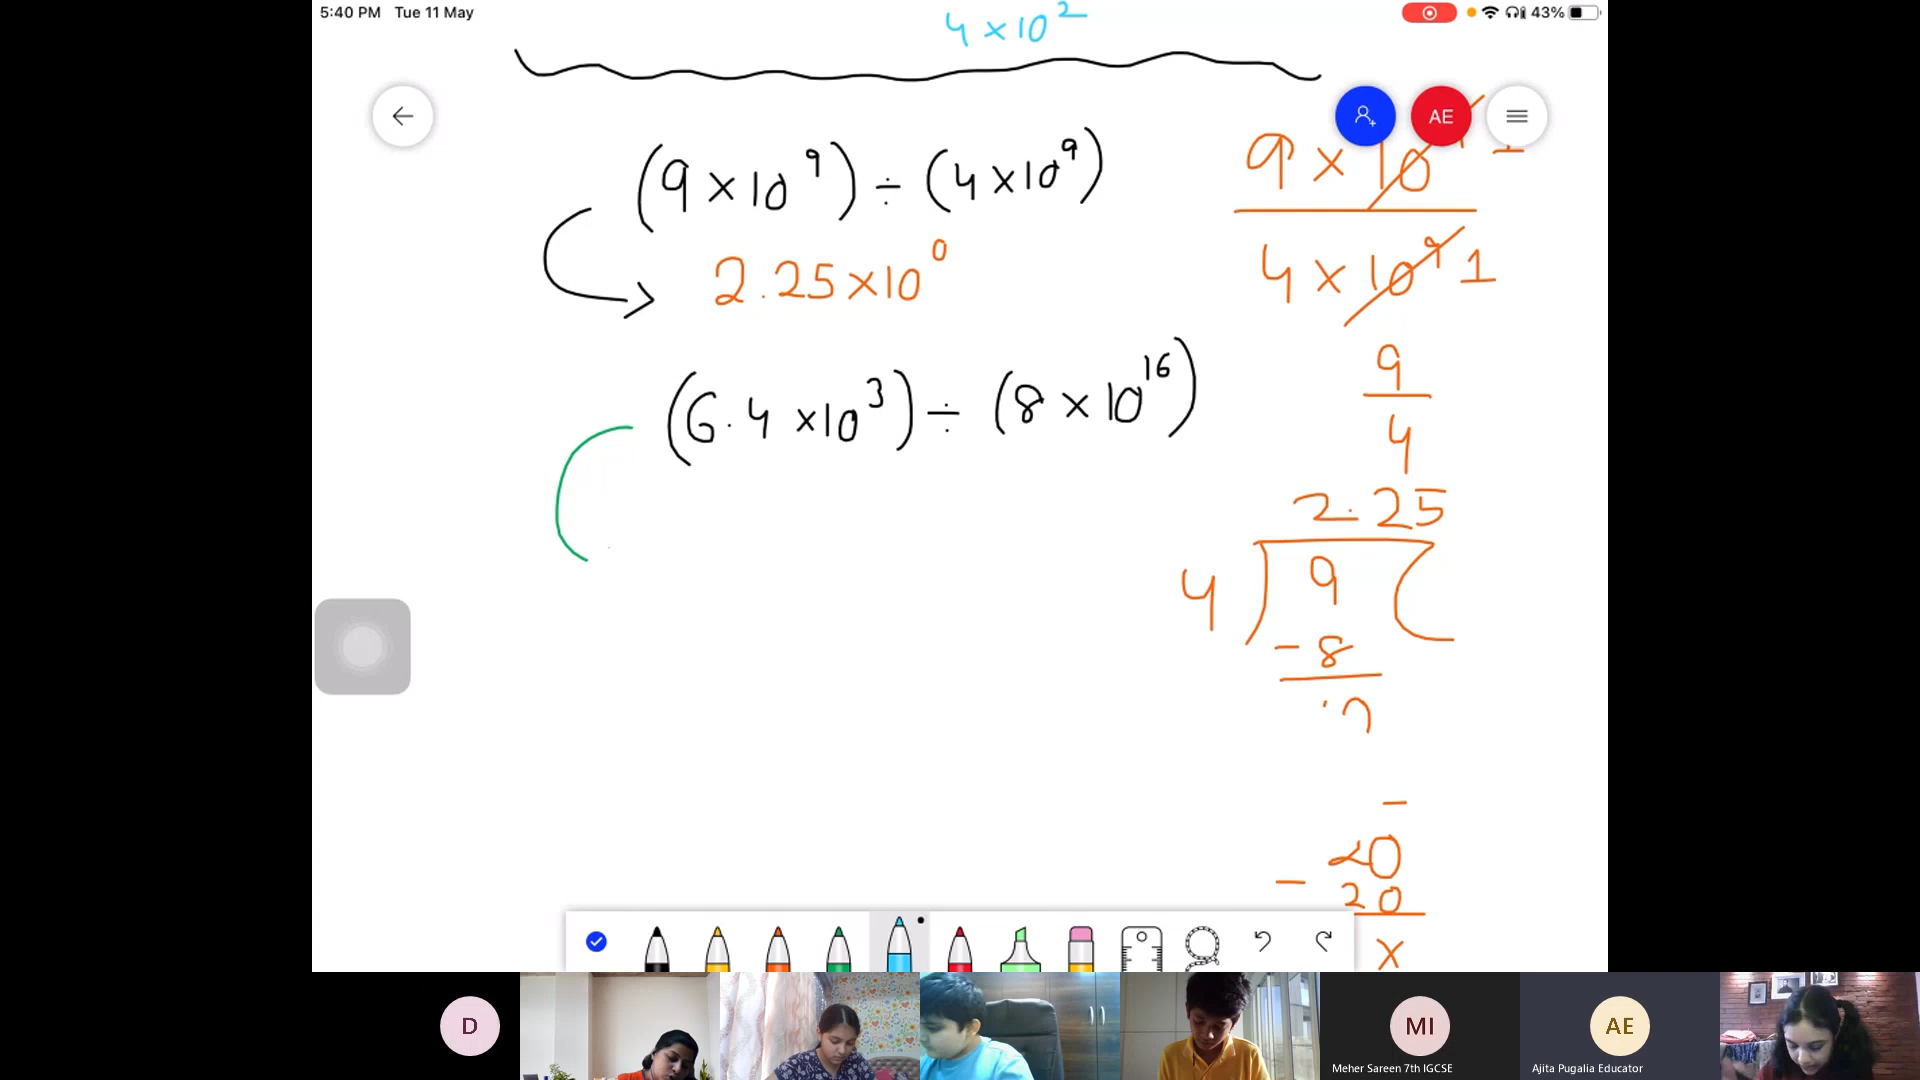 5:40 PM Tue 11 May
43%
4 × 10²
AE
(9 × 10⁹) ÷ (4 × 10⁹)
2.25 × 10⁰
(6.4 × 10³) ÷ (8 × 10¹⁶)
9 × 10
4 × 10⁹ 1
9
4
2.25
4 9
- 8
- 20
20
×
D
MI
Meher Sareen 7th IGCSE
AE
Ajita Pugalia Educator